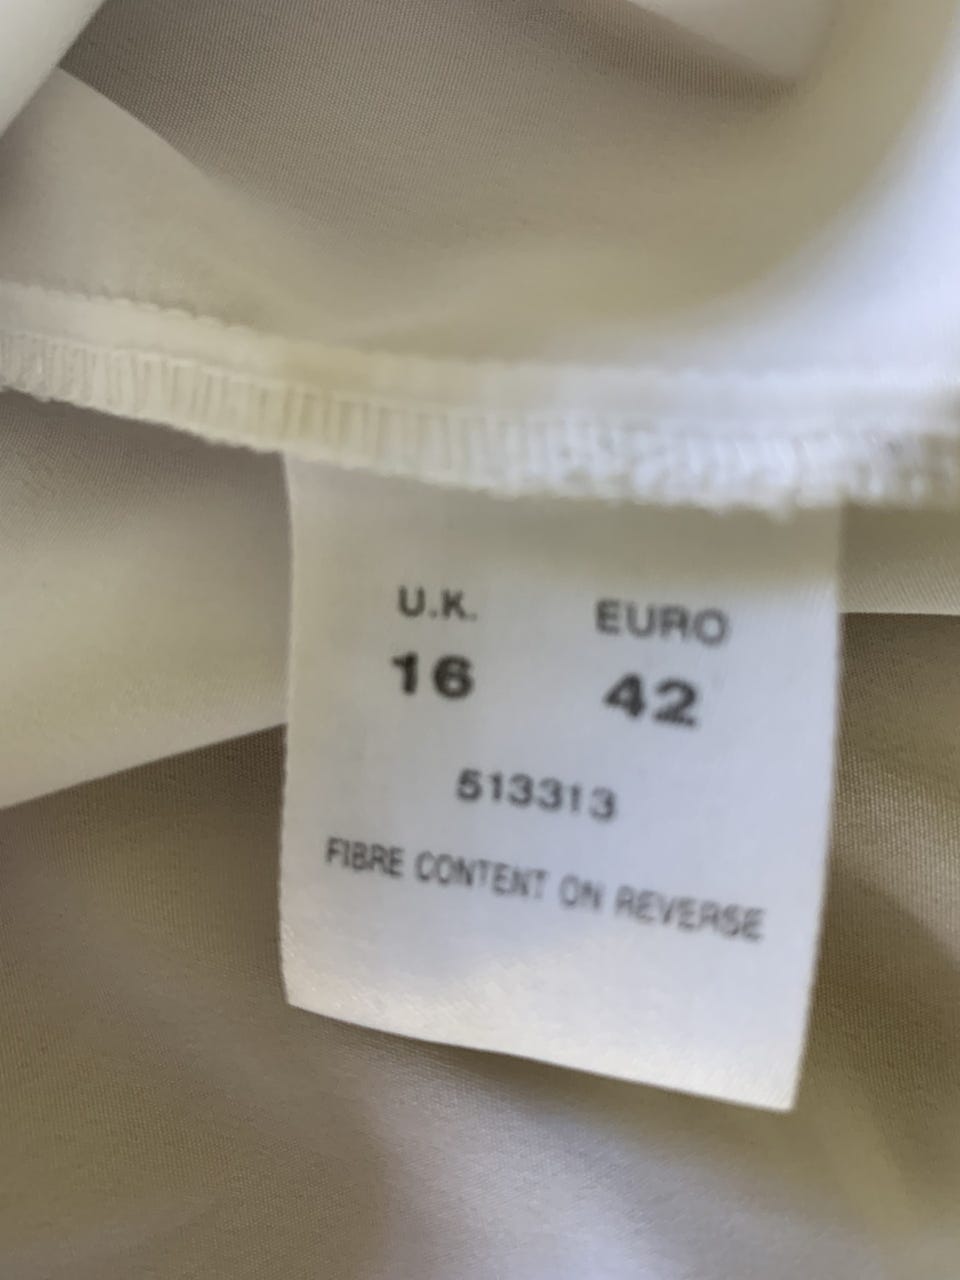 U.K. EURO
16 42
513313
FIBRE CONTENT ON REVERSE